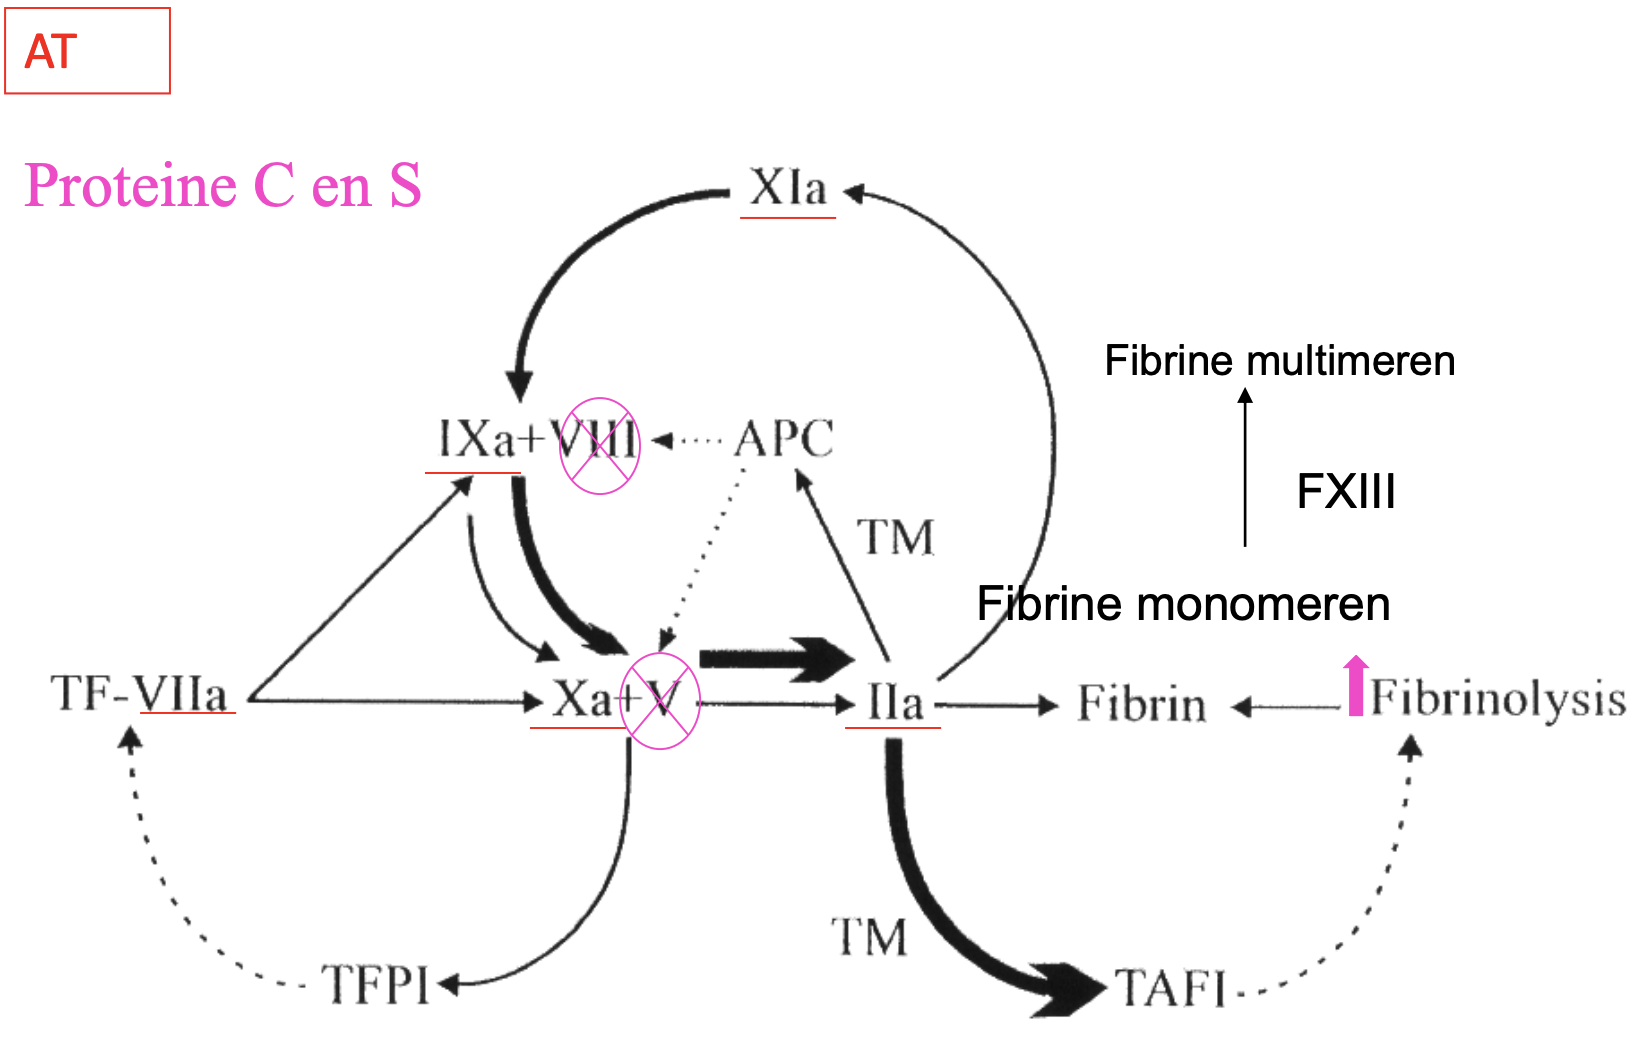 AT
Proteine C en S
XIa
Fibrine multimeren
IXa+VIII
APC
FXIII
TM
Fibrine monomeren
TF-VIIa
Xa+V
IIa
Fibrin
Fibrinolysis
TM
TFPI
TAFI